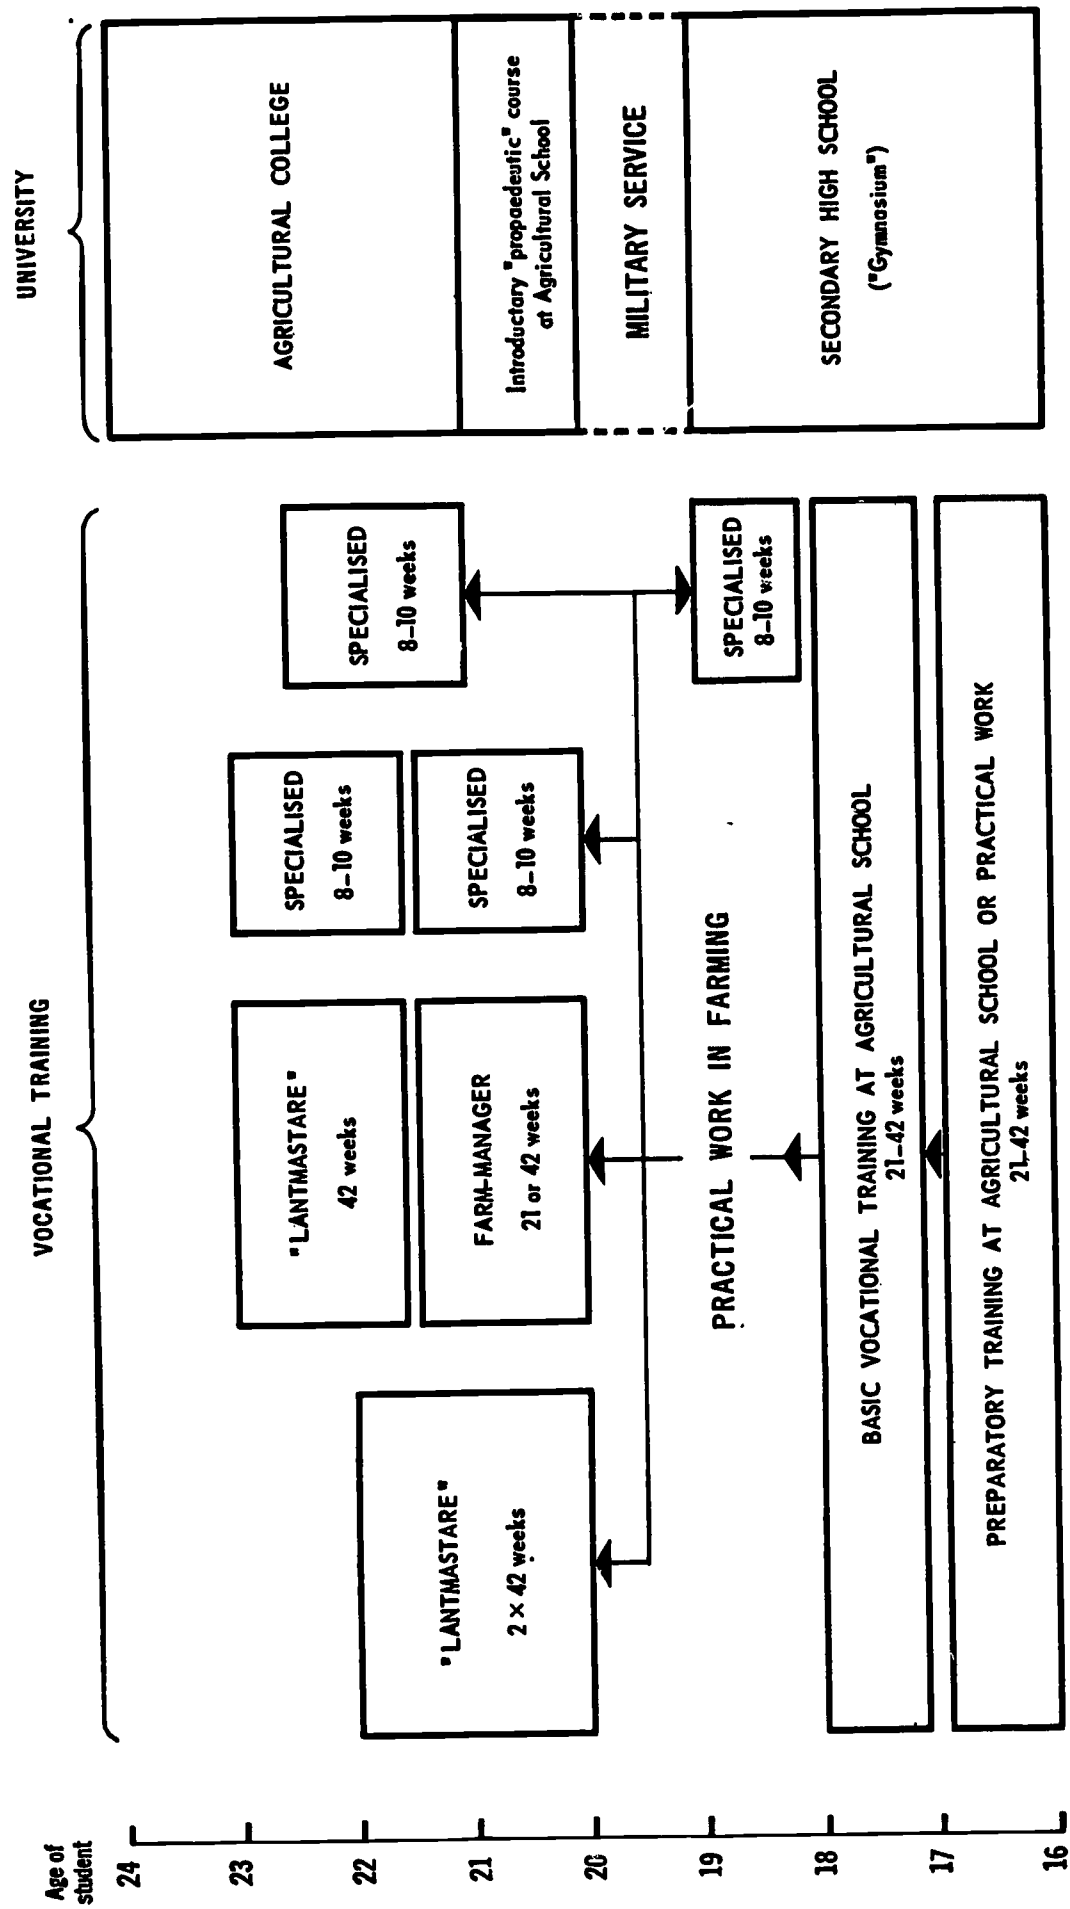 Age of
student
24
23
22
21
20
19
18
17
16
VOCATIONAL TRAINING
UNIVERSITY
"LANTMASTARE"
2 × 42 weeks
"LANTMASTARE"
42 weeks
FARM-MANAGER
21 or 42 weeks
SPECIALISED
8–10 weeks
SPECIALISED
8–10 weeks
SPECIALISED
8–10 weeks
PRACTICAL WORK IN FARMING
SPECIALISED
8–10 weeks
BASIC VOCATIONAL TRAINING AT AGRICULTURAL SCHOOL
21–42 weeks
PREPARATORY TRAINING AT AGRICULTURAL SCHOOL OR PRACTICAL WORK
21–42 weeks
AGRICULTURAL COLLEGE
Introductary "propaedeutic" course
at Agricultural School
MILITARY SERVICE
SECONDARY HIGH SCHOOL
("Gymnasium")